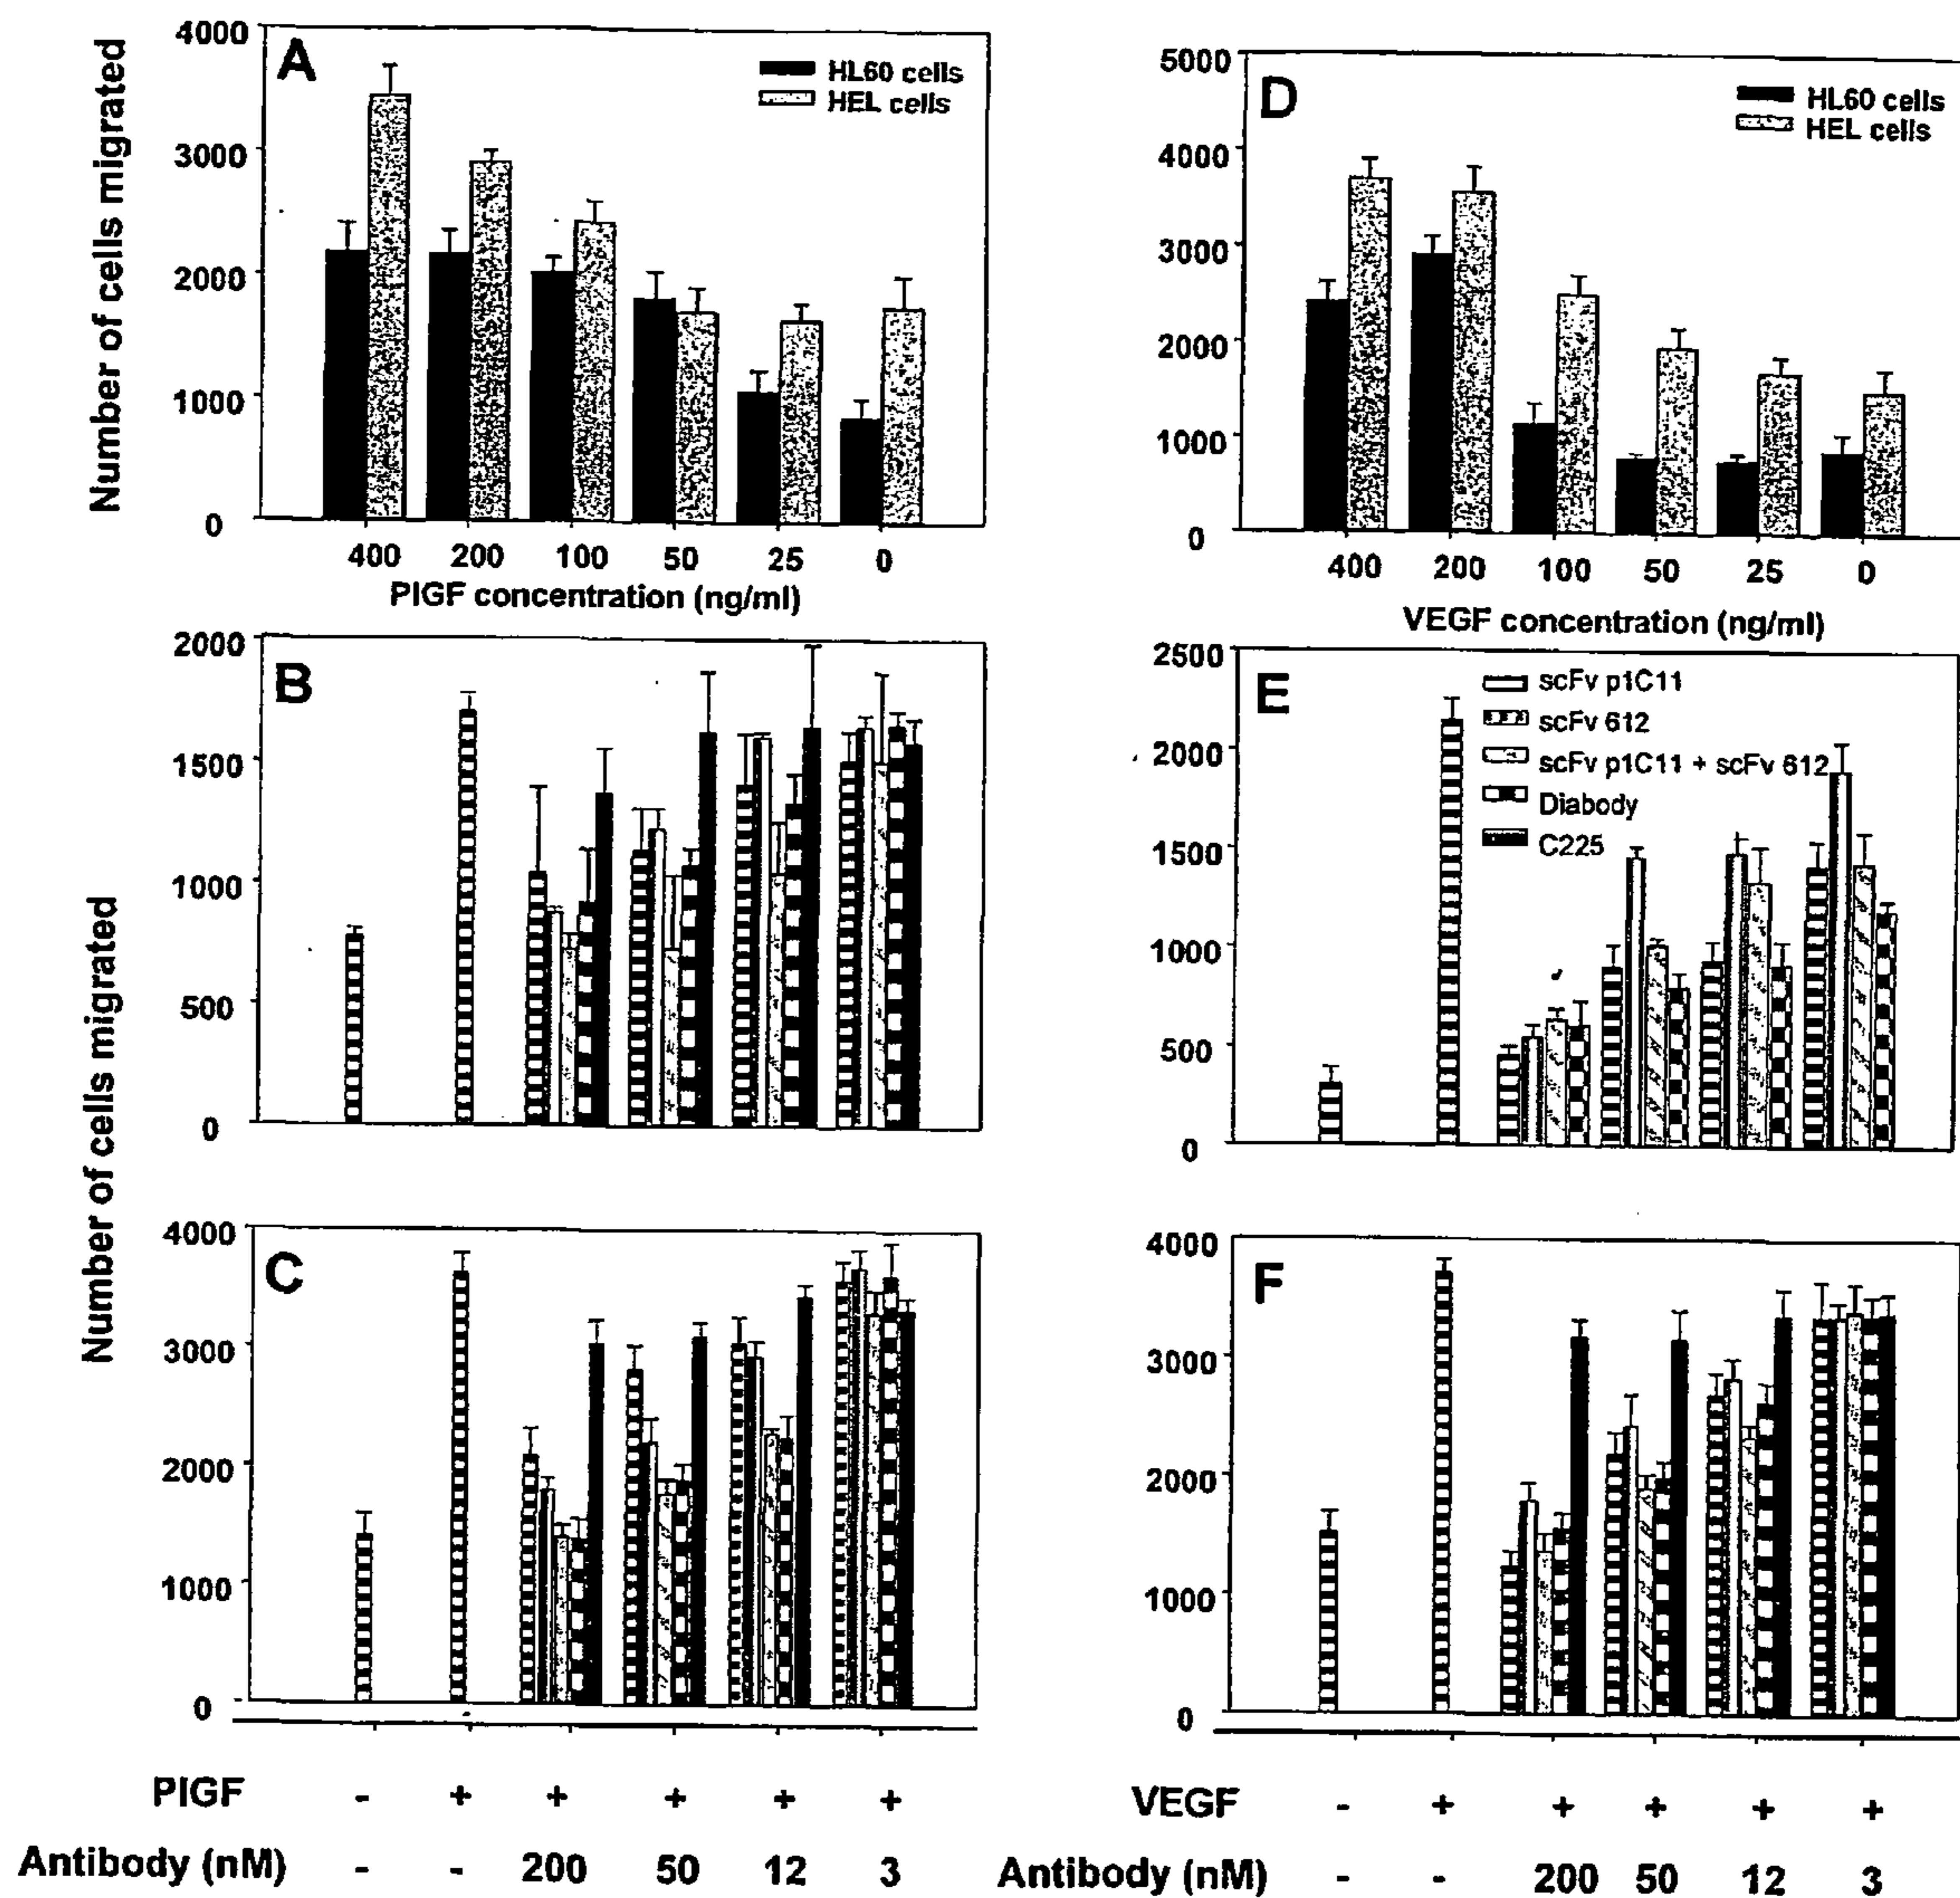 Number of cells migrated
A
HL60 cells
HEL cells
4000
3000
2000
1000
0
400 200 100 50 25 0
PIGF concentration (ng/ml)
D
HL60 cells
HEL cells
5000
4000
3000
2000
1000
0
400 200 100 50 25 0
VEGF concentration (ng/ml)
Number of cells migrated
B
2000
1500
1000
500
0
E
scFv p1C11
scFv 612
scFv p1C11 + scFv 612
Diabody
C225
2500
2000
1500
1000
500
0
C
4000
3000
2000
1000
0
F
4000
3000
2000
1000
0
PIGF - + + + + +
Antibody (nM) - - 200 50 12 3
VEGF - + + + + +
Antibody (nM) - - 200 50 12 3